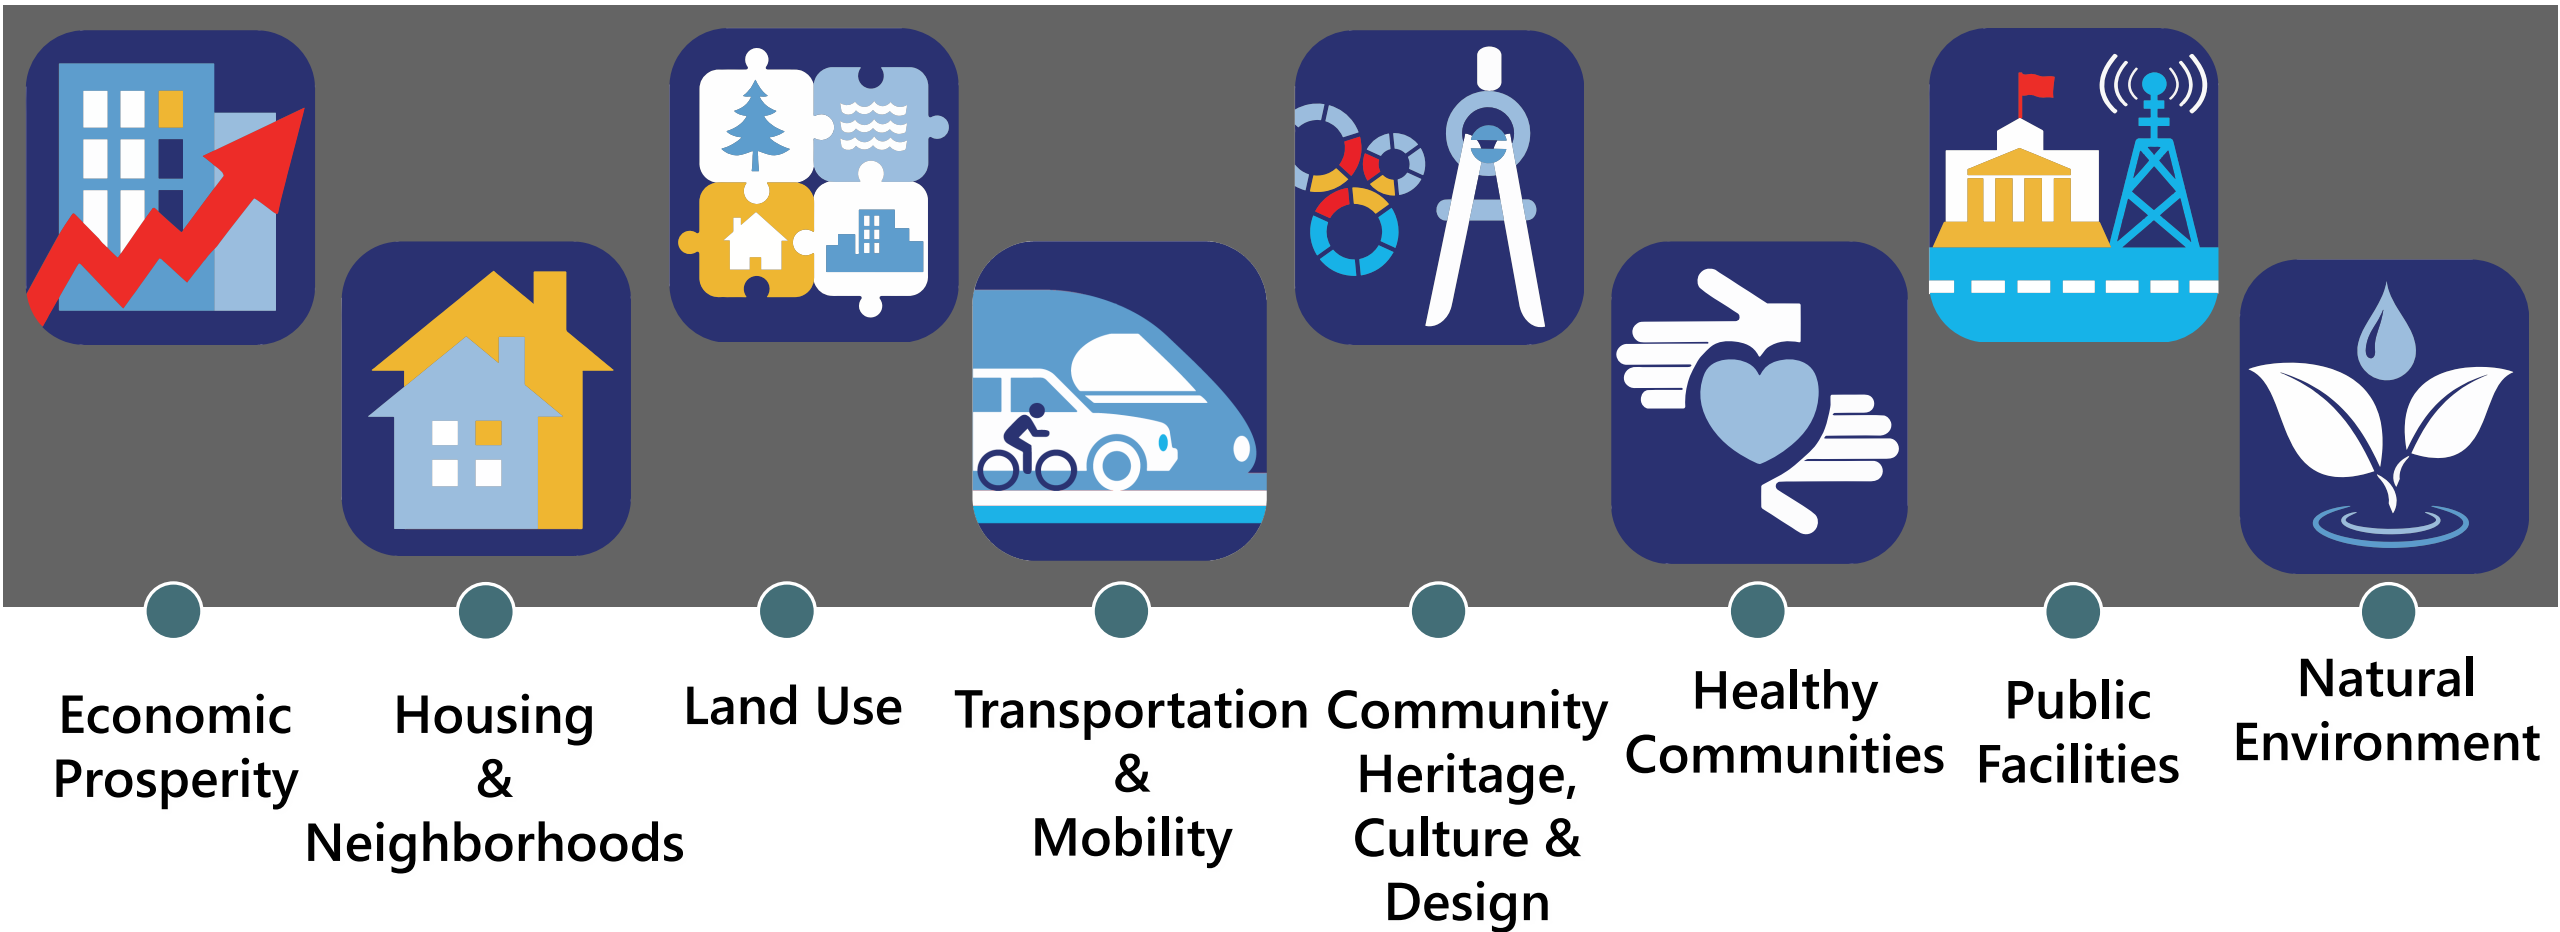 Economic
Prosperity
Housing
&
Neighborhoods
Land Use
Transportation
&
Mobility
Community
Heritage,
Culture &
Design
Healthy
Communities
Public
Facilities
Natural
Environment